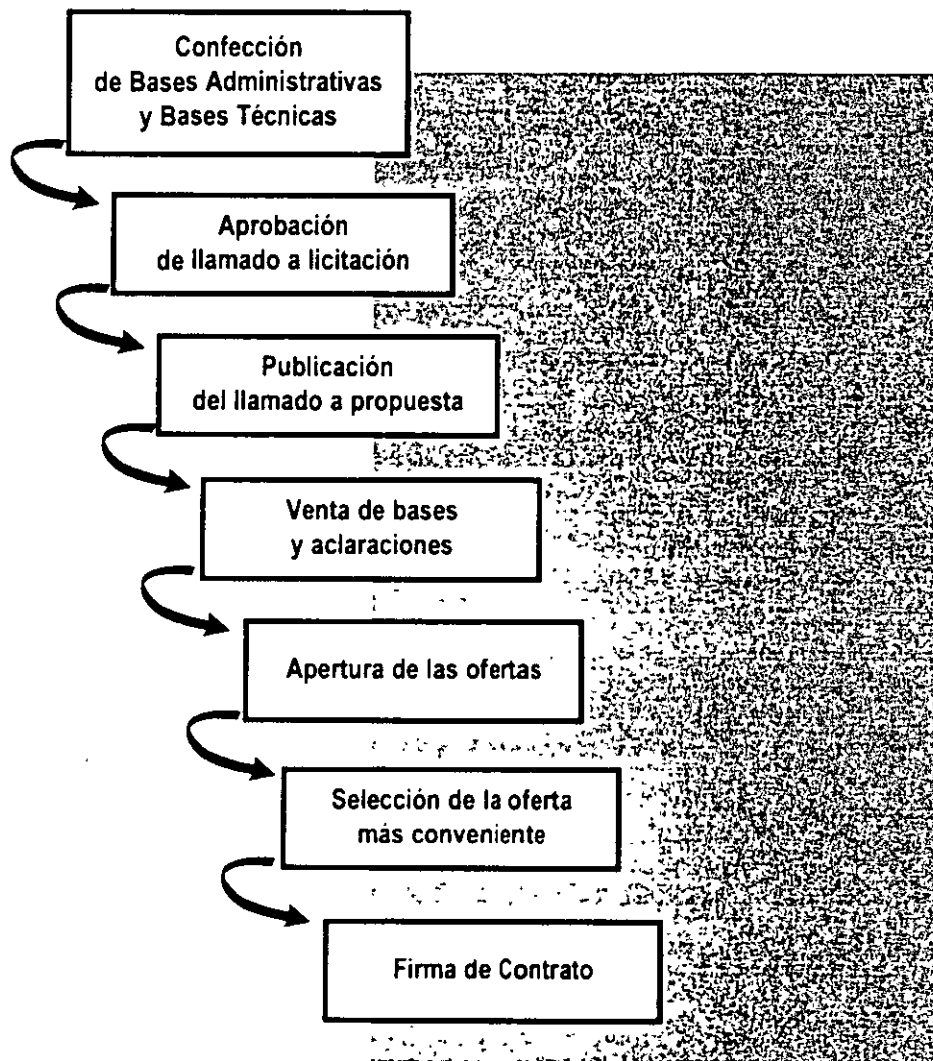 Confección
de Bases Administrativas
y Bases Técnicas
Aprobación
de llamado a licitación
Publicación
del llamado a propuesta
Venta de bases
y aclaraciones
Apertura de las ofertas
Selección de la oferta
más conveniente
Firma de Contrato